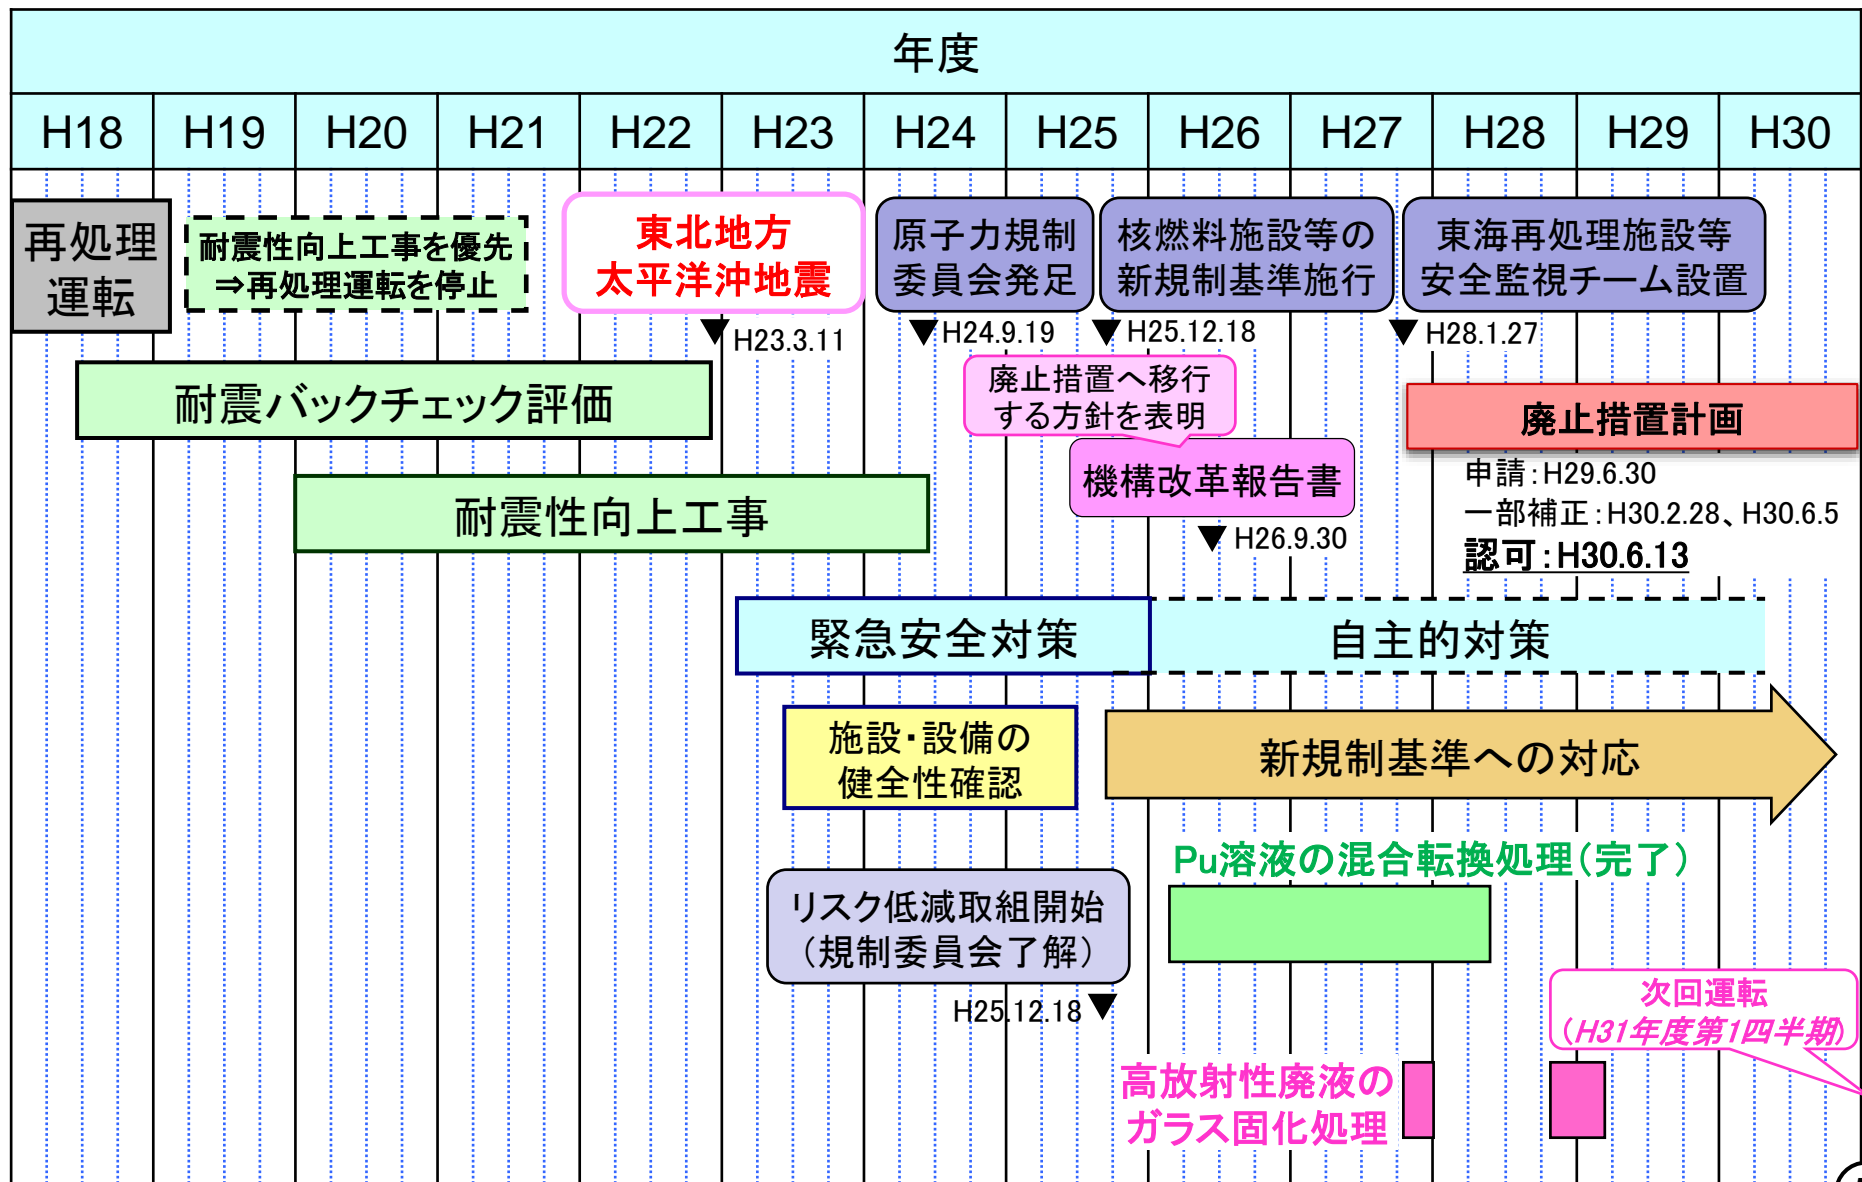 年度
H18 H19 H20 H21 H22 H23 H24 H25 H26 H27 H28 H29 H30
再処理
運転
耐震性向上工事を優先
⇒再処理運転を停止
東北地方
太平洋沖地震
H23.3.11
原子力規制
委員会発足
H24.9.19
核燃料施設等の
新規制基準施行
H25.12.18
東海再処理施設等
安全監視チーム設置
H28.1.27
耐震バックチェック評価
廃止措置へ移行
する方針を表明
機構改革報告書
H26.9.30
廃止措置計画
申請：H29.6.30
一部補正：H30.2.28、H30.6.5
認可：H30.6.13
耐震性向上工事
緊急安全対策
自主的対策
施設・設備の
健全性確認
新規制基準への対応
Pu溶液の混合転換処理（完了）
リスク低減取組開始
（規制委員会了解）
H25.12.18
次回運転
（H31年度第1四半期）
高放射性廃液の
ガラス固化処理